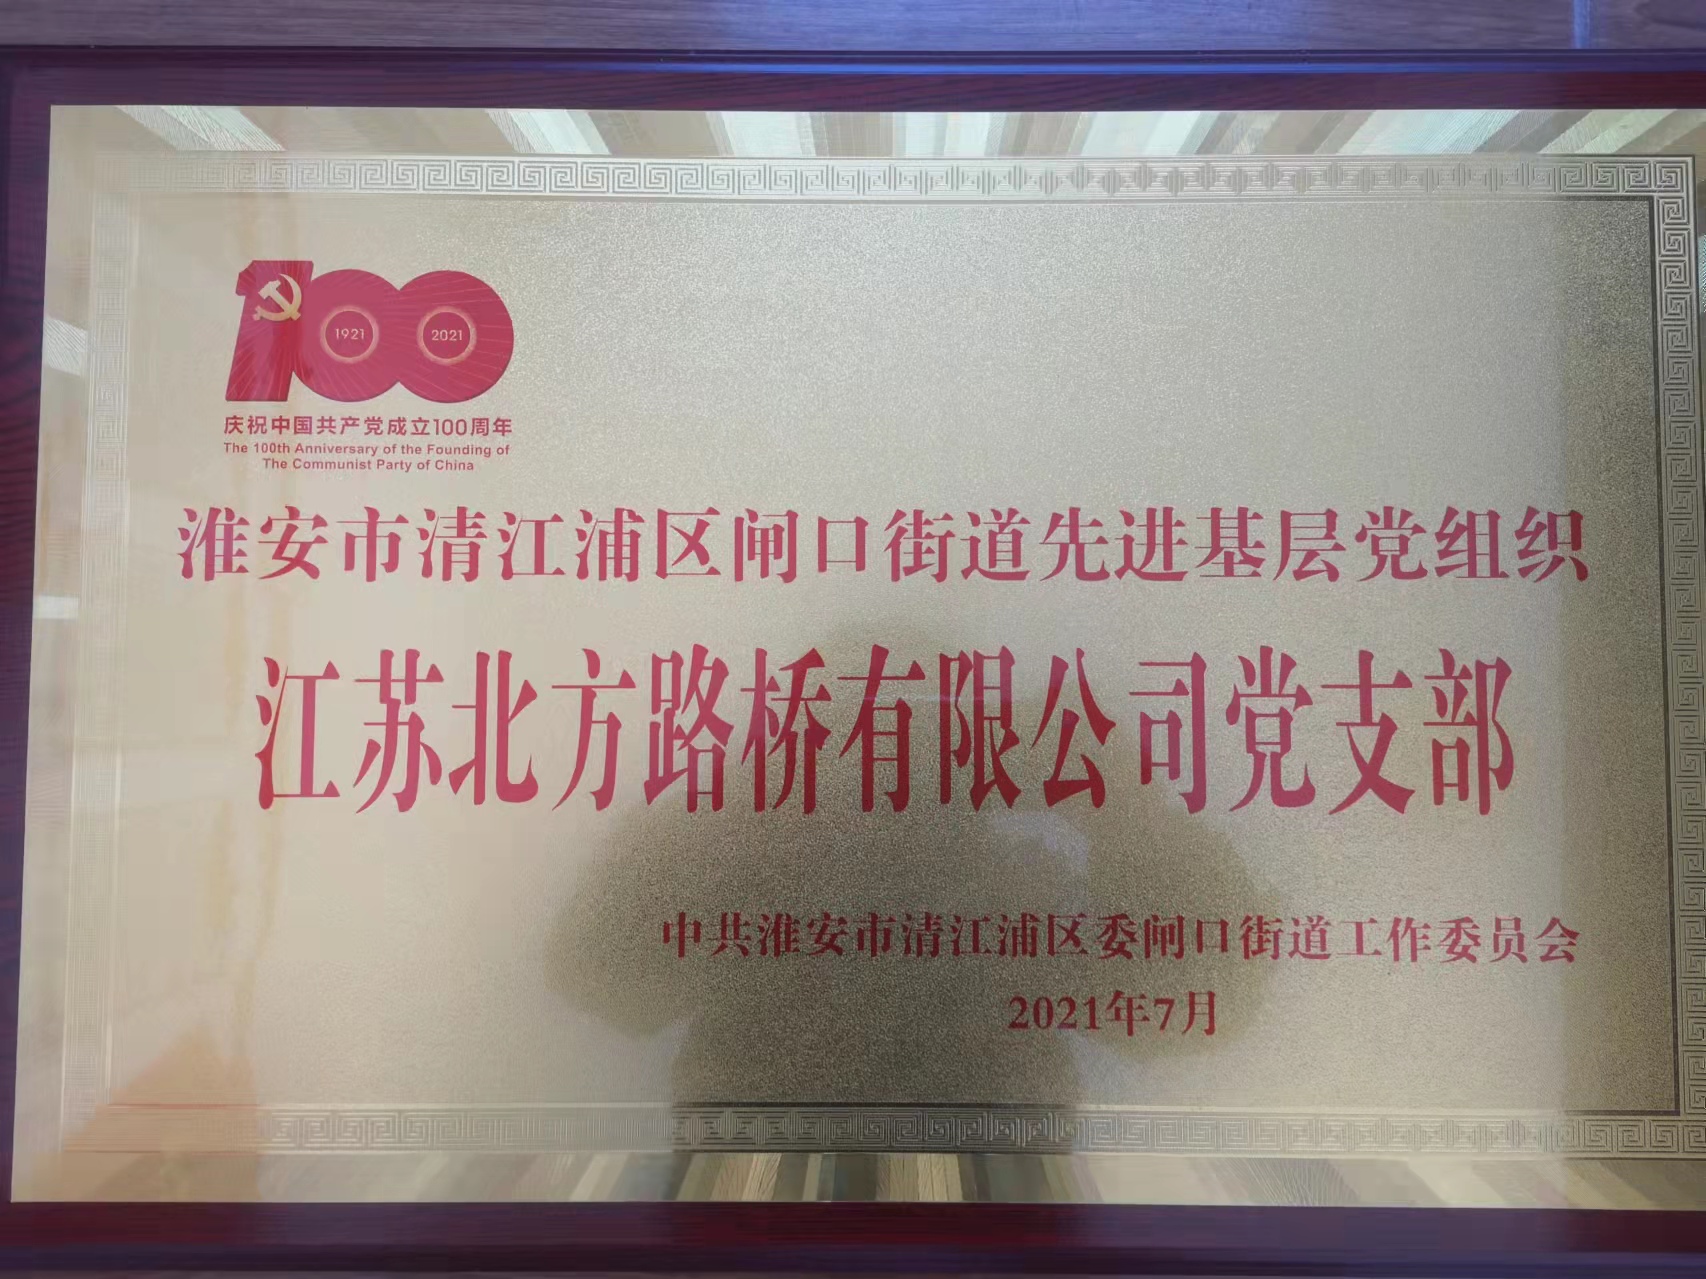 1921
2021
庆祝中国共产党成立100周年
The 100th Anniversary of the Founding of
The Communist Party of China
淮安市清江浦区闸口街道先进基层党组织
江苏北方路桥有限公司党支部
中共淮安市清江浦区委闸口街道工作委员会
2021年7月